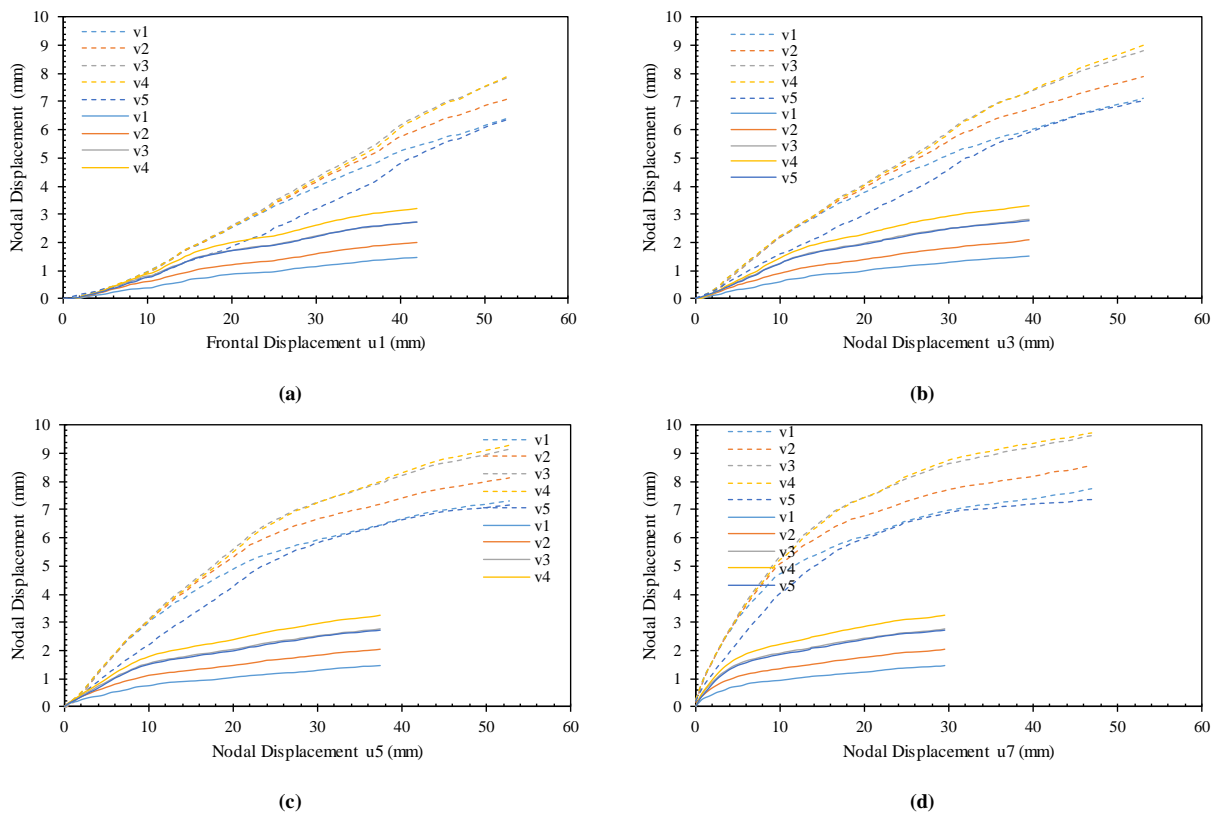 10
9
8
7
6
5
4
3
2
1
0
Nodal Displacement (mm)
v1
v2
v3
v4
v5
v1
v2
v3
v4
0 10 20 30 40 50 60
Frontal Displacement u1 (mm)
(a)
10
9
8
7
6
5
4
3
2
1
0
Nodal Displacement (mm)
v1
v2
v3
v4
v5
v1
v2
v3
v4
v5
0 10 20 30 40 50 60
Nodal Displacement u3 (mm)
(b)
10
9
8
7
6
5
4
3
2
1
0
Nodal Displacement (mm)
v1
v2
v3
v4
v5
v1
v2
v3
v4
0 10 20 30 40 50 60
Nodal Displacement u5 (mm)
(c)
10
9
8
7
6
5
4
3
2
1
0
Nodal Displacement (mm)
v1
v2
v3
v4
v5
v1
v2
v3
v4
v5
0 10 20 30 40 50 60
Nodal Displacement u7 (mm)
(d)